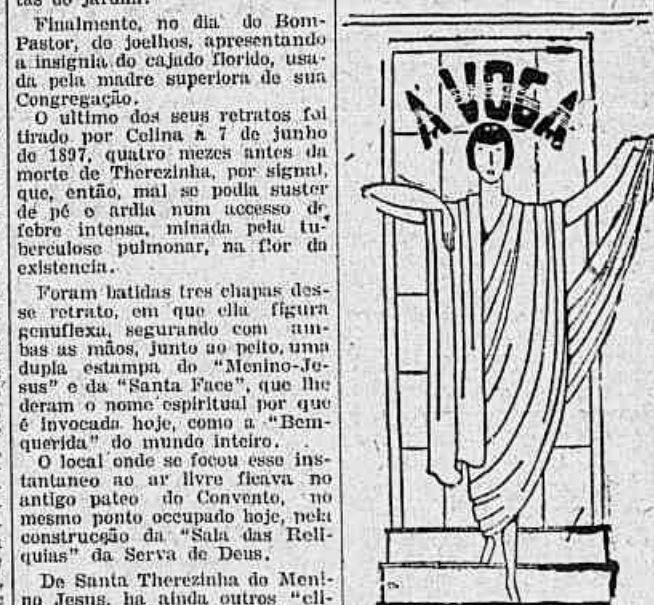 tas do jardim.
Finalmente, no dia do Bom-
Pastor, do joelhos, apresentando
a insignia do cajado florido, usa-
da pela madre superiora de sua
Congregação.
O ultimo dos seus retratos foi
tirado por Celina a 7 de junho
de 1897, quatro mezes antes da
morte de Therezinha, por signal,
que, então, mal se podia suster
de pé e ardia num accesso de
febre intensa, minada pela tu-
berculose pulmonar, na flor da
existencia.
Foram batidas tres chapas des-
se retrato, em que ella figura
genuflexa, segurando com am-
bas as mãos, junto ao peito, uma
dupla estampa do "Menino-Je-
sus" e da "Santa Face", que lhe
deram o nome espiritual por que
é invocada hoje, como a "Bem-
querida" do mundo inteiro.
O local onde se focou esse ins-
tantaneo ao ar livre ficava no
antigo pateo do Convento, no
mesmo ponto occupado hoje, pela
construcção da "Sala das Reli-
quias" da Serva de Deus.
De Santa Therezinha do Meni-
no Jesus, ha ainda outros "cli-
A VOGA